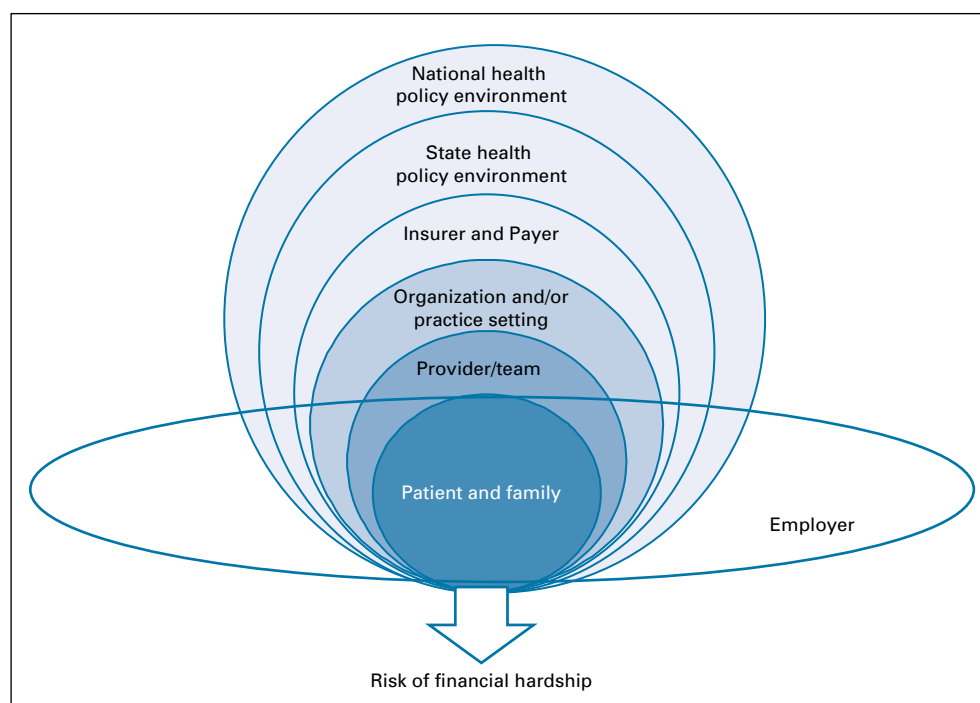 National health
policy environment
State health
policy environment
Insurer and Payer
Organization and/or
practice setting
Provider/team
Patient and family
Employer
Risk of financial hardship